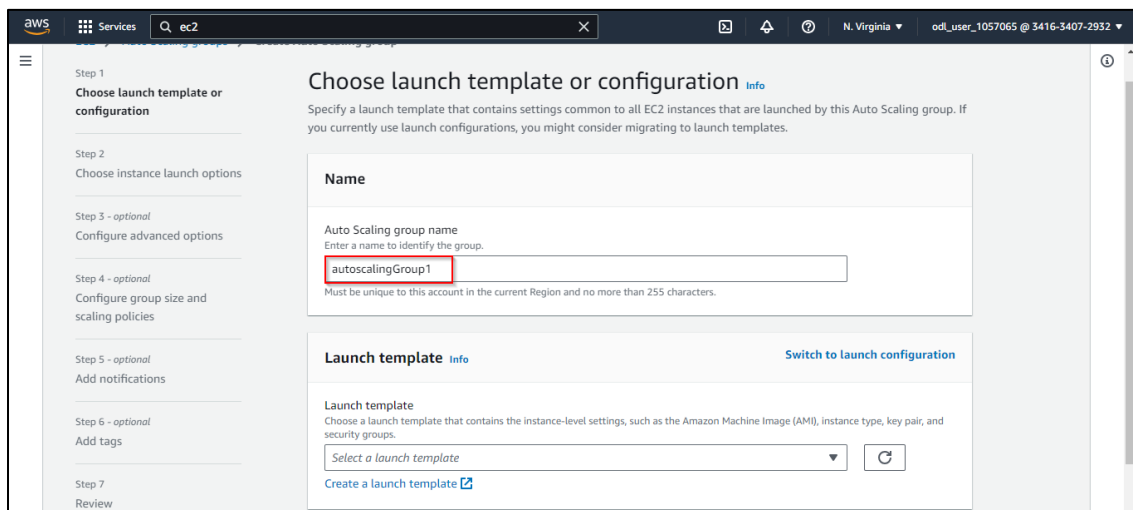 aws
Services
ec2
N. Virginia
odl_user_1057065 @ 3416-3407-2932
EC2 > Auto Scaling groups > Create Auto Scaling group
Step 1
Choose launch template or
configuration
Step 2
Choose instance launch options
Step 3 - optional
Configure advanced options
Step 4 - optional
Configure group size and
scaling policies
Step 5 - optional
Add notifications
Step 6 - optional
Add tags
Step 7
Review
Choose launch template or configuration Info
Specify a launch template that contains settings common to all EC2 instances that are launched by this Auto Scaling group. If
you currently use launch configurations, you might consider migrating to launch templates.
Name
Auto Scaling group name
Enter a name to identify the group.
autoscalingGroup1
Must be unique to this account in the current Region and no more than 255 characters.
Launch template Info
Switch to launch configuration
Launch template
Choose a launch template that contains the instance-level settings, such as the Amazon Machine Image (AMI), instance type, key pair, and
security groups.
Select a launch template
Create a launch template